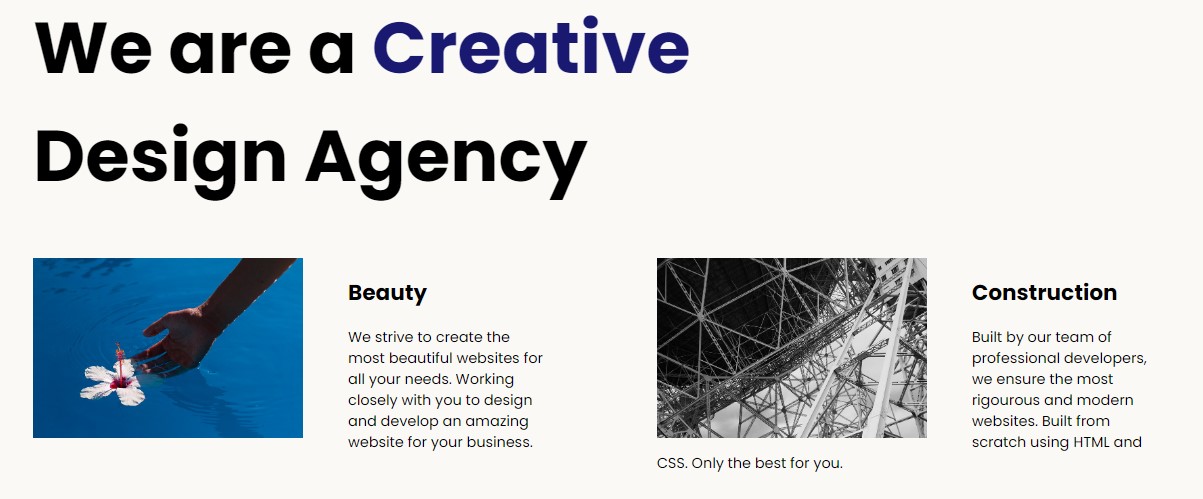 We are a Creative
Design Agency
Beauty
We strive to create the
most beautiful websites for
all your needs. Working
closely with you to design
and develop an amazing
website for your business.
Construction
Built by our team of
professional developers,
we ensure the most
rigourous and modern
websites. Built from
scratch using HTML and
CSS. Only the best for you.